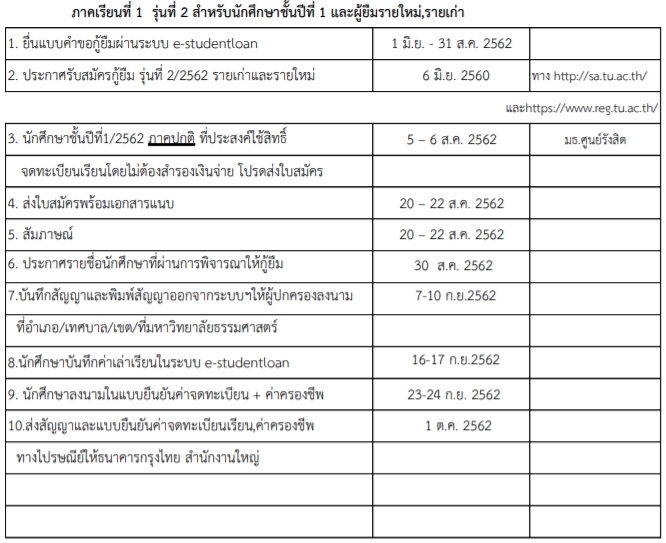 ภาคเรียนที่ 1 รุ่นที่ 2 สำหรับนักศึกษาชั้นปีที่ 1 และผู้ยืมรายใหม่,รายเก่า
1. ยื่นแบบคำขอกู้ยืมผ่านระบบ e-studentloan 1 มิ.ย. - 31 ส.ค. 2562
2. ประกาศรับสมัครกู้ยืม รุ่นที่ 2/2562 รายเก่าและรายใหม่ 6 มิ.ย. 2560 ทาง http://sa.tu.ac.th/
และhttps://www.reg.tu.ac.th/
3. นักศึกษาชั้นปีที่1/2562 ภาคปกติ ที่ประสงค์ใช้สิทธิ์ 5 – 6 ส.ค. 2562 มธ.ศูนย์รังสิต
จดทะเบียนเรียนโดยไม่ต้องสำรองเงินจ่าย โปรดส่งใบสมัคร
4. ส่งใบสมัครพร้อมเอกสารแนบ 20 – 22 ส.ค. 2562
5. สัมภาษณ์ 20 – 22 ส.ค. 2562
6. ประกาศรายชื่อนักศึกษาที่ผ่านการพิจารณาให้กู้ยืม 30 ส.ค. 2562
7.บันทึกสัญญาและพิมพ์สัญญาออกจากระบบฯให้ผู้ปกครองลงนาม 7-10 ก.ย.2562
ที่อำเภอ/เทศบาล/เขต/ที่มหาวิทยาลัยธรรมศาสตร์
8.นักศึกษาบันทึกค่าเล่าเรียนในระบบ e-studentloan 16-17 ก.ย.2562
9. นักศึกษาลงนามในแบบยืนยันค่าจดทะเบียน + ค่าครองชีพ 23-24 ก.ย. 2562
10.ส่งสัญญาและแบบยืนยันค่าจดทะเบียนเรียน,ค่าครองชีพ 1 ต.ค. 2562
ทางไปรษณีย์ให้ธนาคารกรุงไทย สำนักงานใหญ่